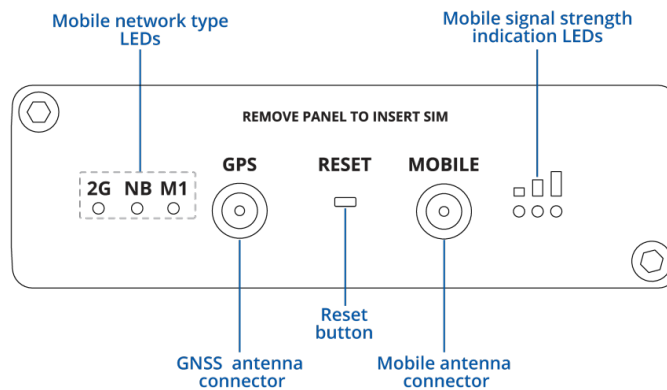 Mobile network type
LEDs
Mobile signal strength
indication LEDs
REMOVE PANEL TO INSERT SIM
GPS
RESET
MOBILE
2G NB M1
Reset
button
GNSS antenna
connector
Mobile antenna
connector